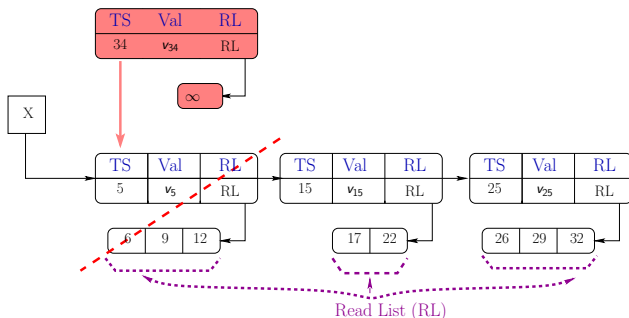 TS Val RL
34 v34 RL
∞
X
TS Val RL TS Val RL TS Val RL
5 v5 RL 15 v15 RL 25 v25 RL
6 9 12 17 22 26 29 32
Read List (RL)